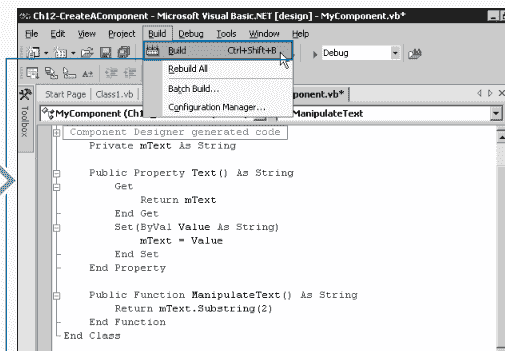 Ch12-CreateAComponent - Microsoft Visual Basic.NET [design] - MyComponent.vb*
File Edit View Project Build Debug Tools Window Help
Build Ctrl+Shift+B
Debug
Rebuild All
Batch Build...
Configuration Manager...
Start Page Class1.vb ponent.vb*
Toolbox
MyComponent (Ch1 ManipulateText
Component Designer generated code
Private mText As String
Public Property Text() As String
Get
Return mText
End Get
Set(ByVal Value As String)
mText = Value
End Set
End Property
Public Function ManipulateText() As String
Return mText.Substring(2)
End Function
End Class